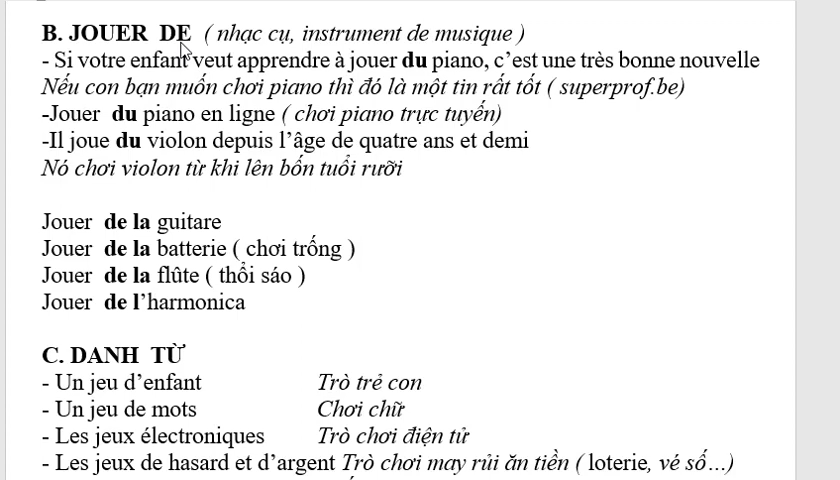 B. JOUER DE ( nhạc cụ, instrument de musique )
- Si votre enfant veut apprendre à jouer du piano, c’est une très bonne nouvelle
Nếu con bạn muốn chơi piano thì đó là một tin rất tốt ( superprof.be)
-Jouer du piano en ligne ( chơi piano trực tuyến)
-Il joue du violon depuis l’âge de quatre ans et demi
Nó chơi violon từ khi lên bốn tuổi rưỡi
Jouer de la guitare
Jouer de la batterie ( chơi trống )
Jouer de la flûte ( thổi sáo )
Jouer de l’harmonica
C. DANH TỪ
- Un jeu d’enfant Trò trẻ con
- Un jeu de mots Chơi chữ
- Les jeux électroniques Trò chơi điện tử
- Les jeux de hasard et d’argent Trò chơi may rủi ăn tiền ( loterie, vé số…)